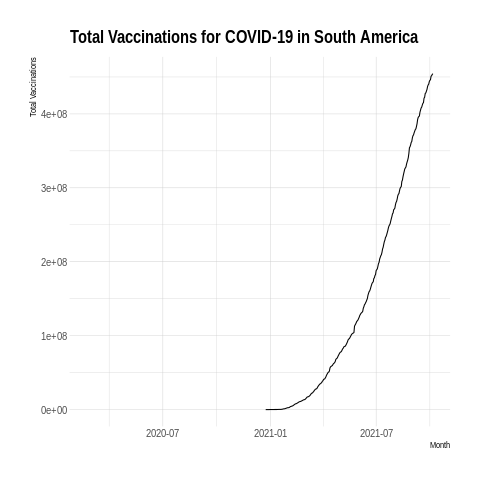 Total Vaccinations for COVID-19 in South America
Total Vaccinations
4e+08
3e+08
2e+08
1e+08
0e+00
2020-07 2021-01 2021-07
Month